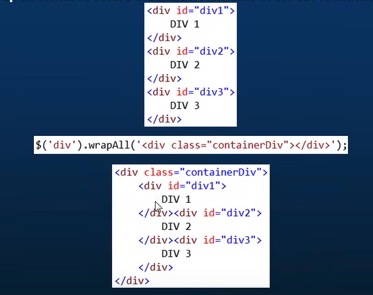 <div id="div1">
DIV 1
</div>
<div id="div2">
DIV 2
</div>
<div id="div3">
DIV 3
</div>
$('div').wrapAll('<div class="containerDiv"></div>');
<div class="containerDiv">
<div id="div1">
DIV 1
</div><div id="div2">
DIV 2
</div><div id="div3">
DIV 3
</div>
</div>